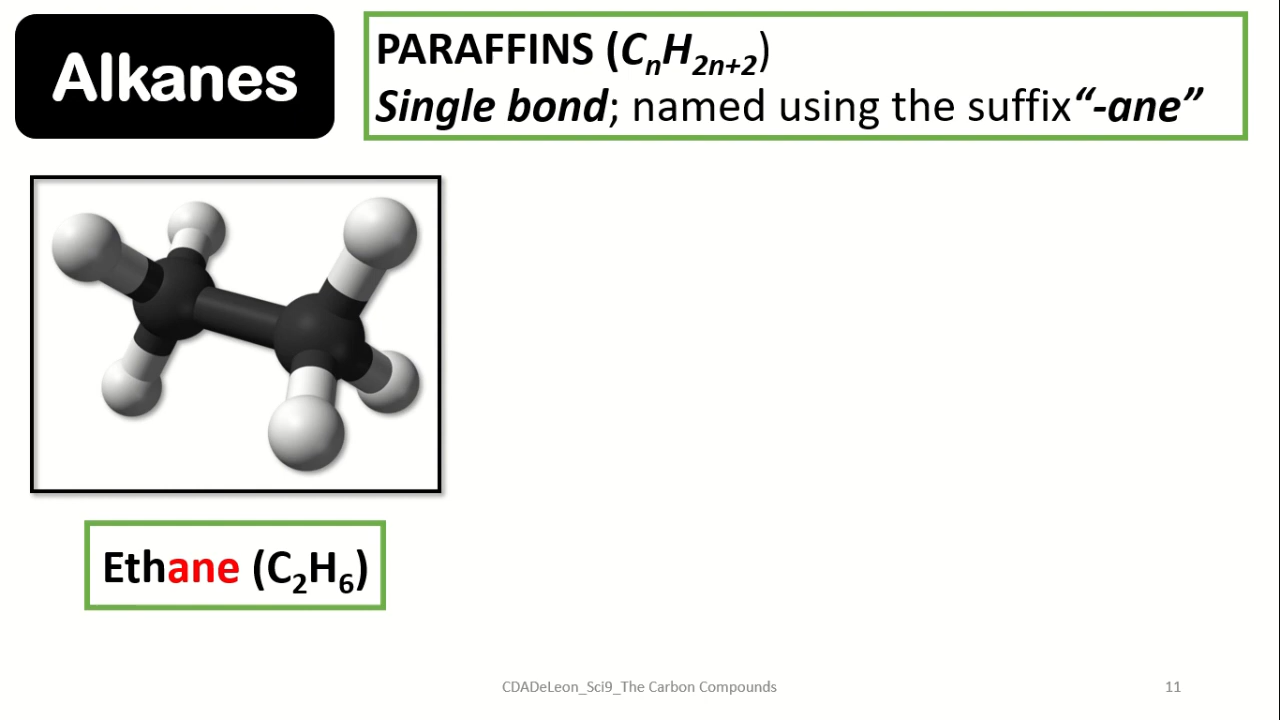 Alkanes
PARAFFINS (CnH2n+2)
Single bond; named using the suffix“-ane”
Ethane (C2H6)
CDADeLeon_Sci9_The Carbon Compounds
11